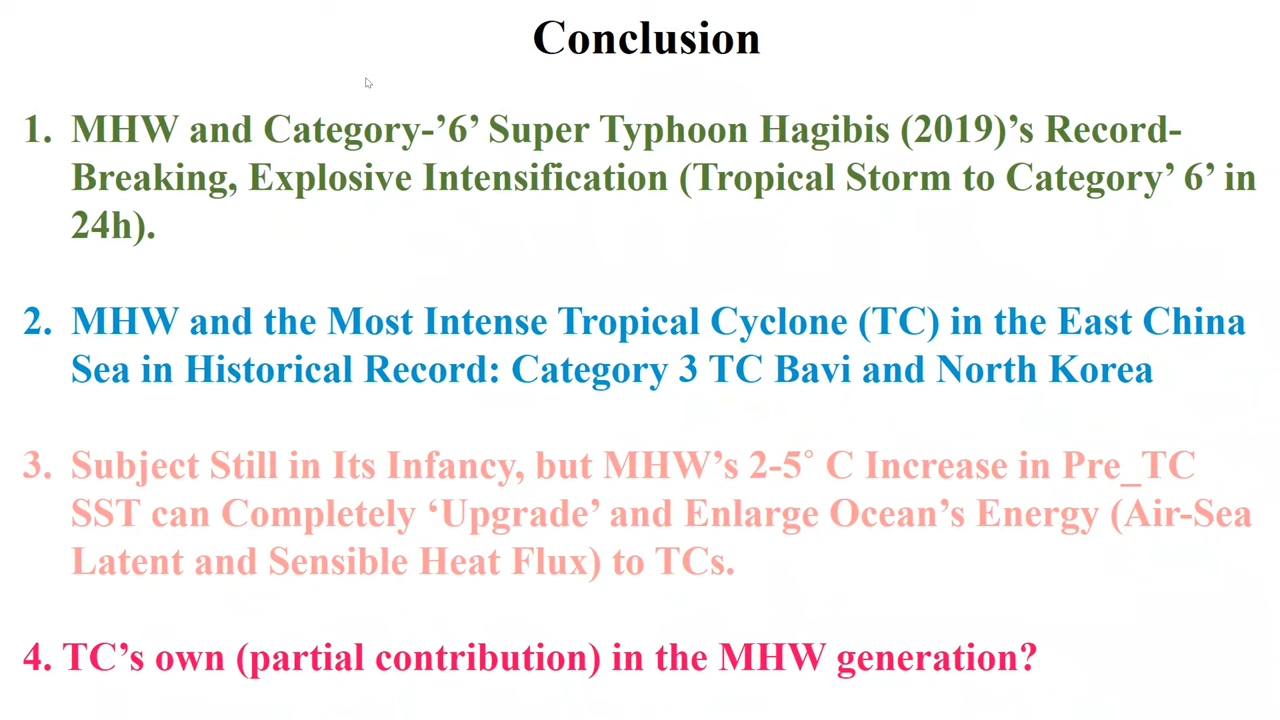 Conclusion
1. MHW and Category-’6’ Super Typhoon Hagibis (2019)’s Record-
Breaking, Explosive Intensification (Tropical Storm to Category’ 6’ in
24h).
2. MHW and the Most Intense Tropical Cyclone (TC) in the East China
Sea in Historical Record: Category 3 TC Bavi and North Korea
3. Subject Still in Its Infancy, but MHW’s 2-5° C Increase in Pre_TC
SST can Completely ‘Upgrade’ and Enlarge Ocean’s Energy (Air-Sea
Latent and Sensible Heat Flux) to TCs.
4. TC’s own (partial contribution) in the MHW generation?